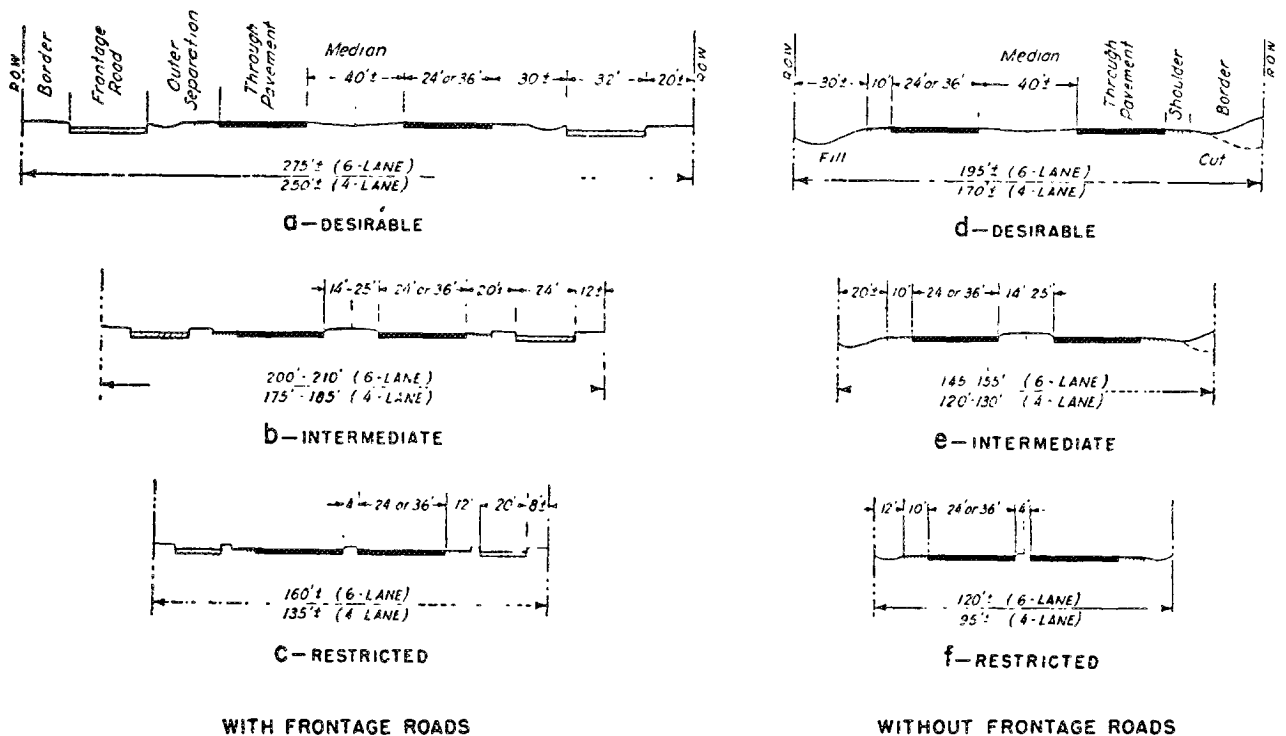 ROW
Border
Frontage
Road
Outer
Separation
Through
Pavement
Median
40'±
24' or 36'
30±
32'
20'±
ROW
275'± (6-LANE)
250'± (4-LANE)
a—DESIRABLE
ROW
30'±
10'
24' or 36'
Median
40'±
Through
Pavement
Shoulder
Border
ROW
Fill
Cut
195'± (6-LANE)
170'± (4-LANE)
d—DESIRABLE
14'-25'
24' or 36'
20'±
24'
12±
200'-210' (6-LANE)
175'-185' (4-LANE)
b—INTERMEDIATE
20'±
10'
24 or 36'
14' 25'
145-155' (6-LANE)
120'-130' (4-LANE)
e—INTERMEDIATE
4'
24 or 36'
12'
20'
8'±
160'± (6-LANE)
135'± (4 LANE)
c—RESTRICTED
12'
10'
24' or 36'
4'
120'± (6-LANE)
95'± (4-LANE)
f—RESTRICTED
WITH FRONTAGE ROADS
WITHOUT FRONTAGE ROADS